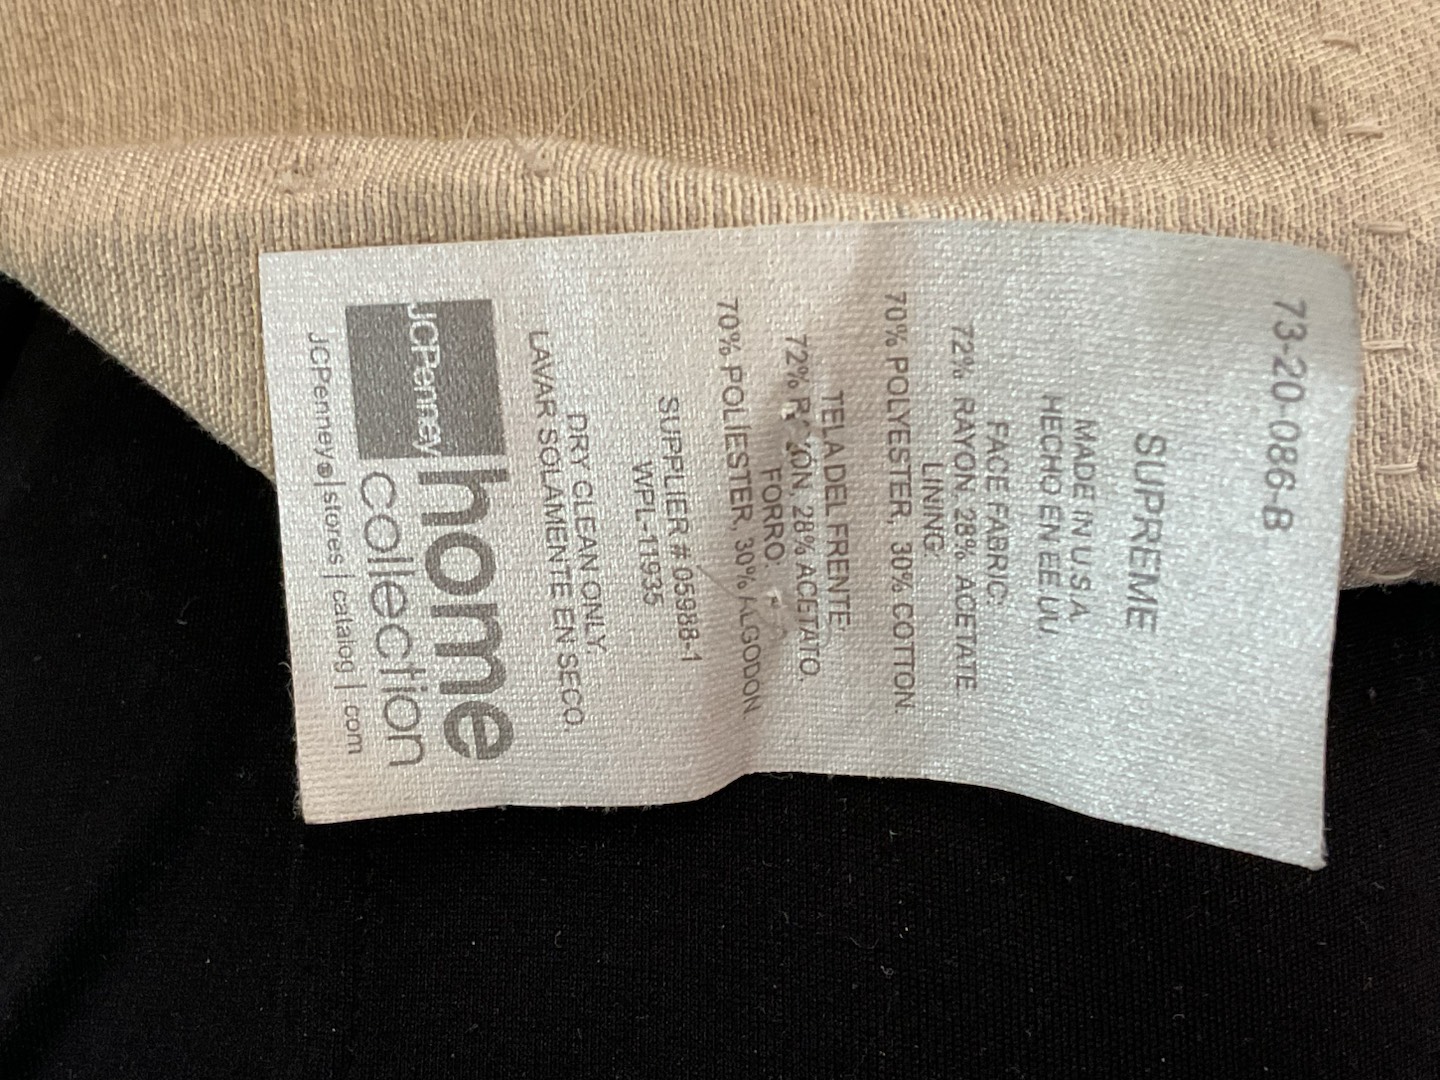 73-20-086-8
SUPREME
MADE IN U S A
HECHO EN EE UU
FACE FABRIC:
72% RAYON, 28% ACETATE
LINING:
70% POLYESTER, 30% COTTON
TELA DEL FRENTE:
72% 28% ACETATO.
FORRO:
70% POLIESTER, 30% ALGODON
SUPPLIER # 05988-1
WPL-11935
DRY CLEAN ONLY
LAVAR SOLAMENTE EN SECO.
JCPenney home
collection
JCPenney® | stores | catalog | .com